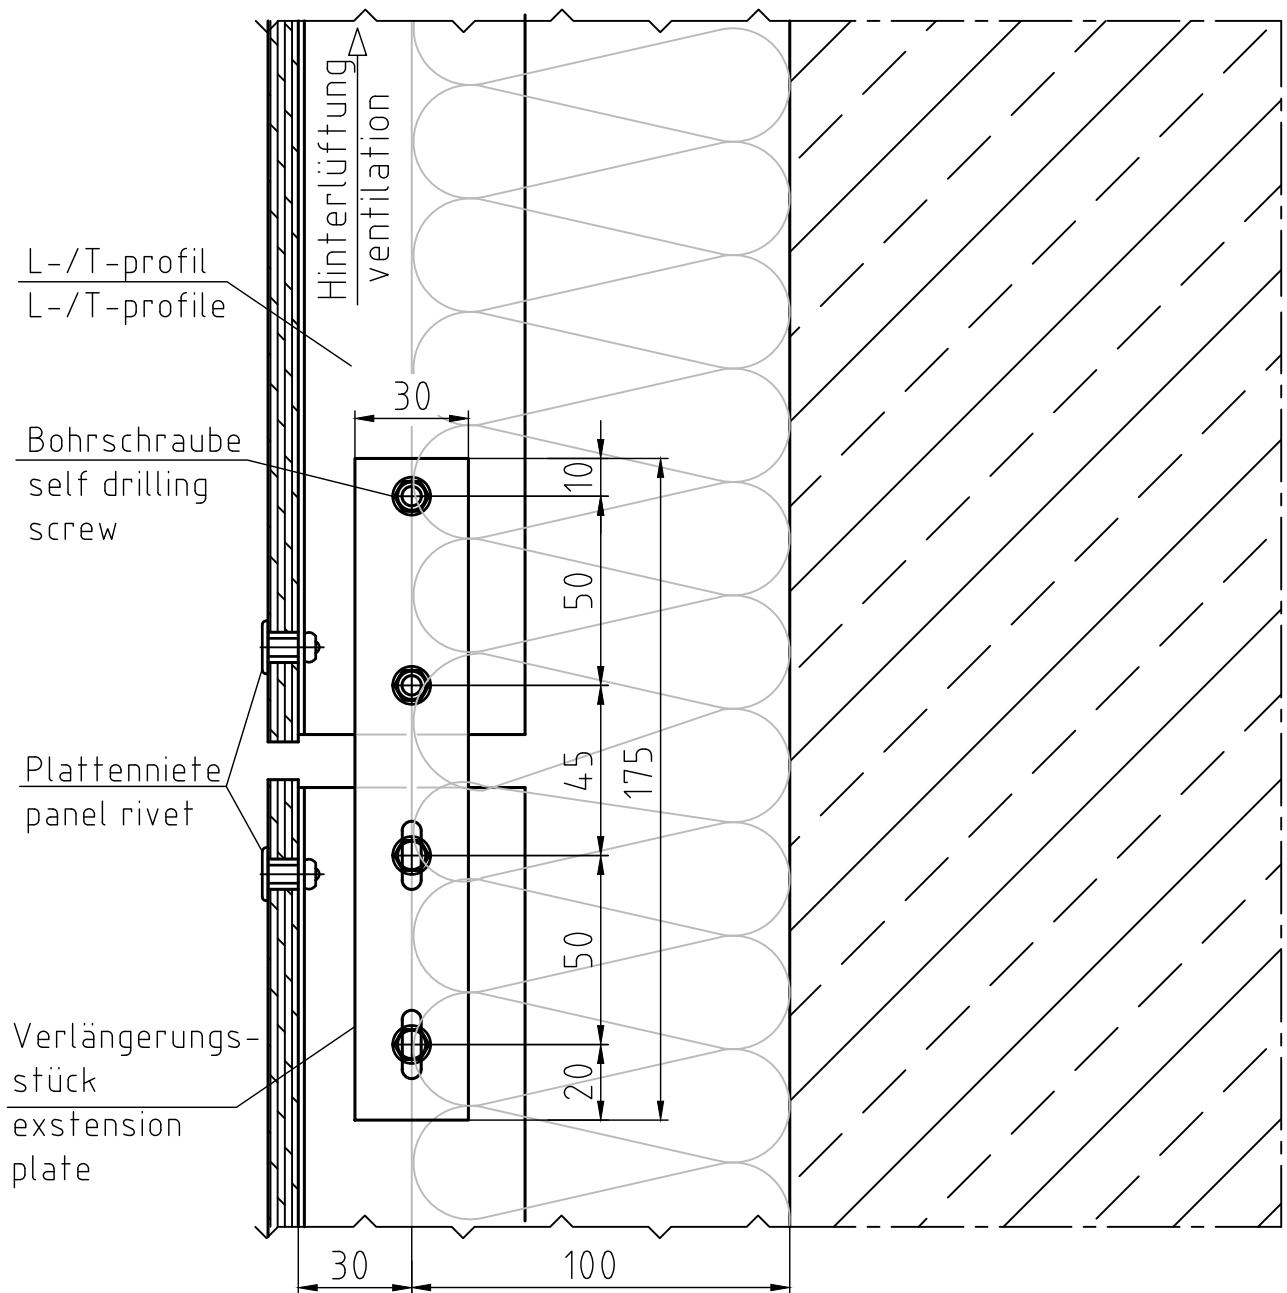 Hinterlüftung
ventilation
L-/T-profil
L-/T-profile
30
Bohrschraube
self drilling
screw
10
50
45
175
Plattenniete
panel rivet
50
Verlängerungs-
stück
exstension
plate
20
30
100